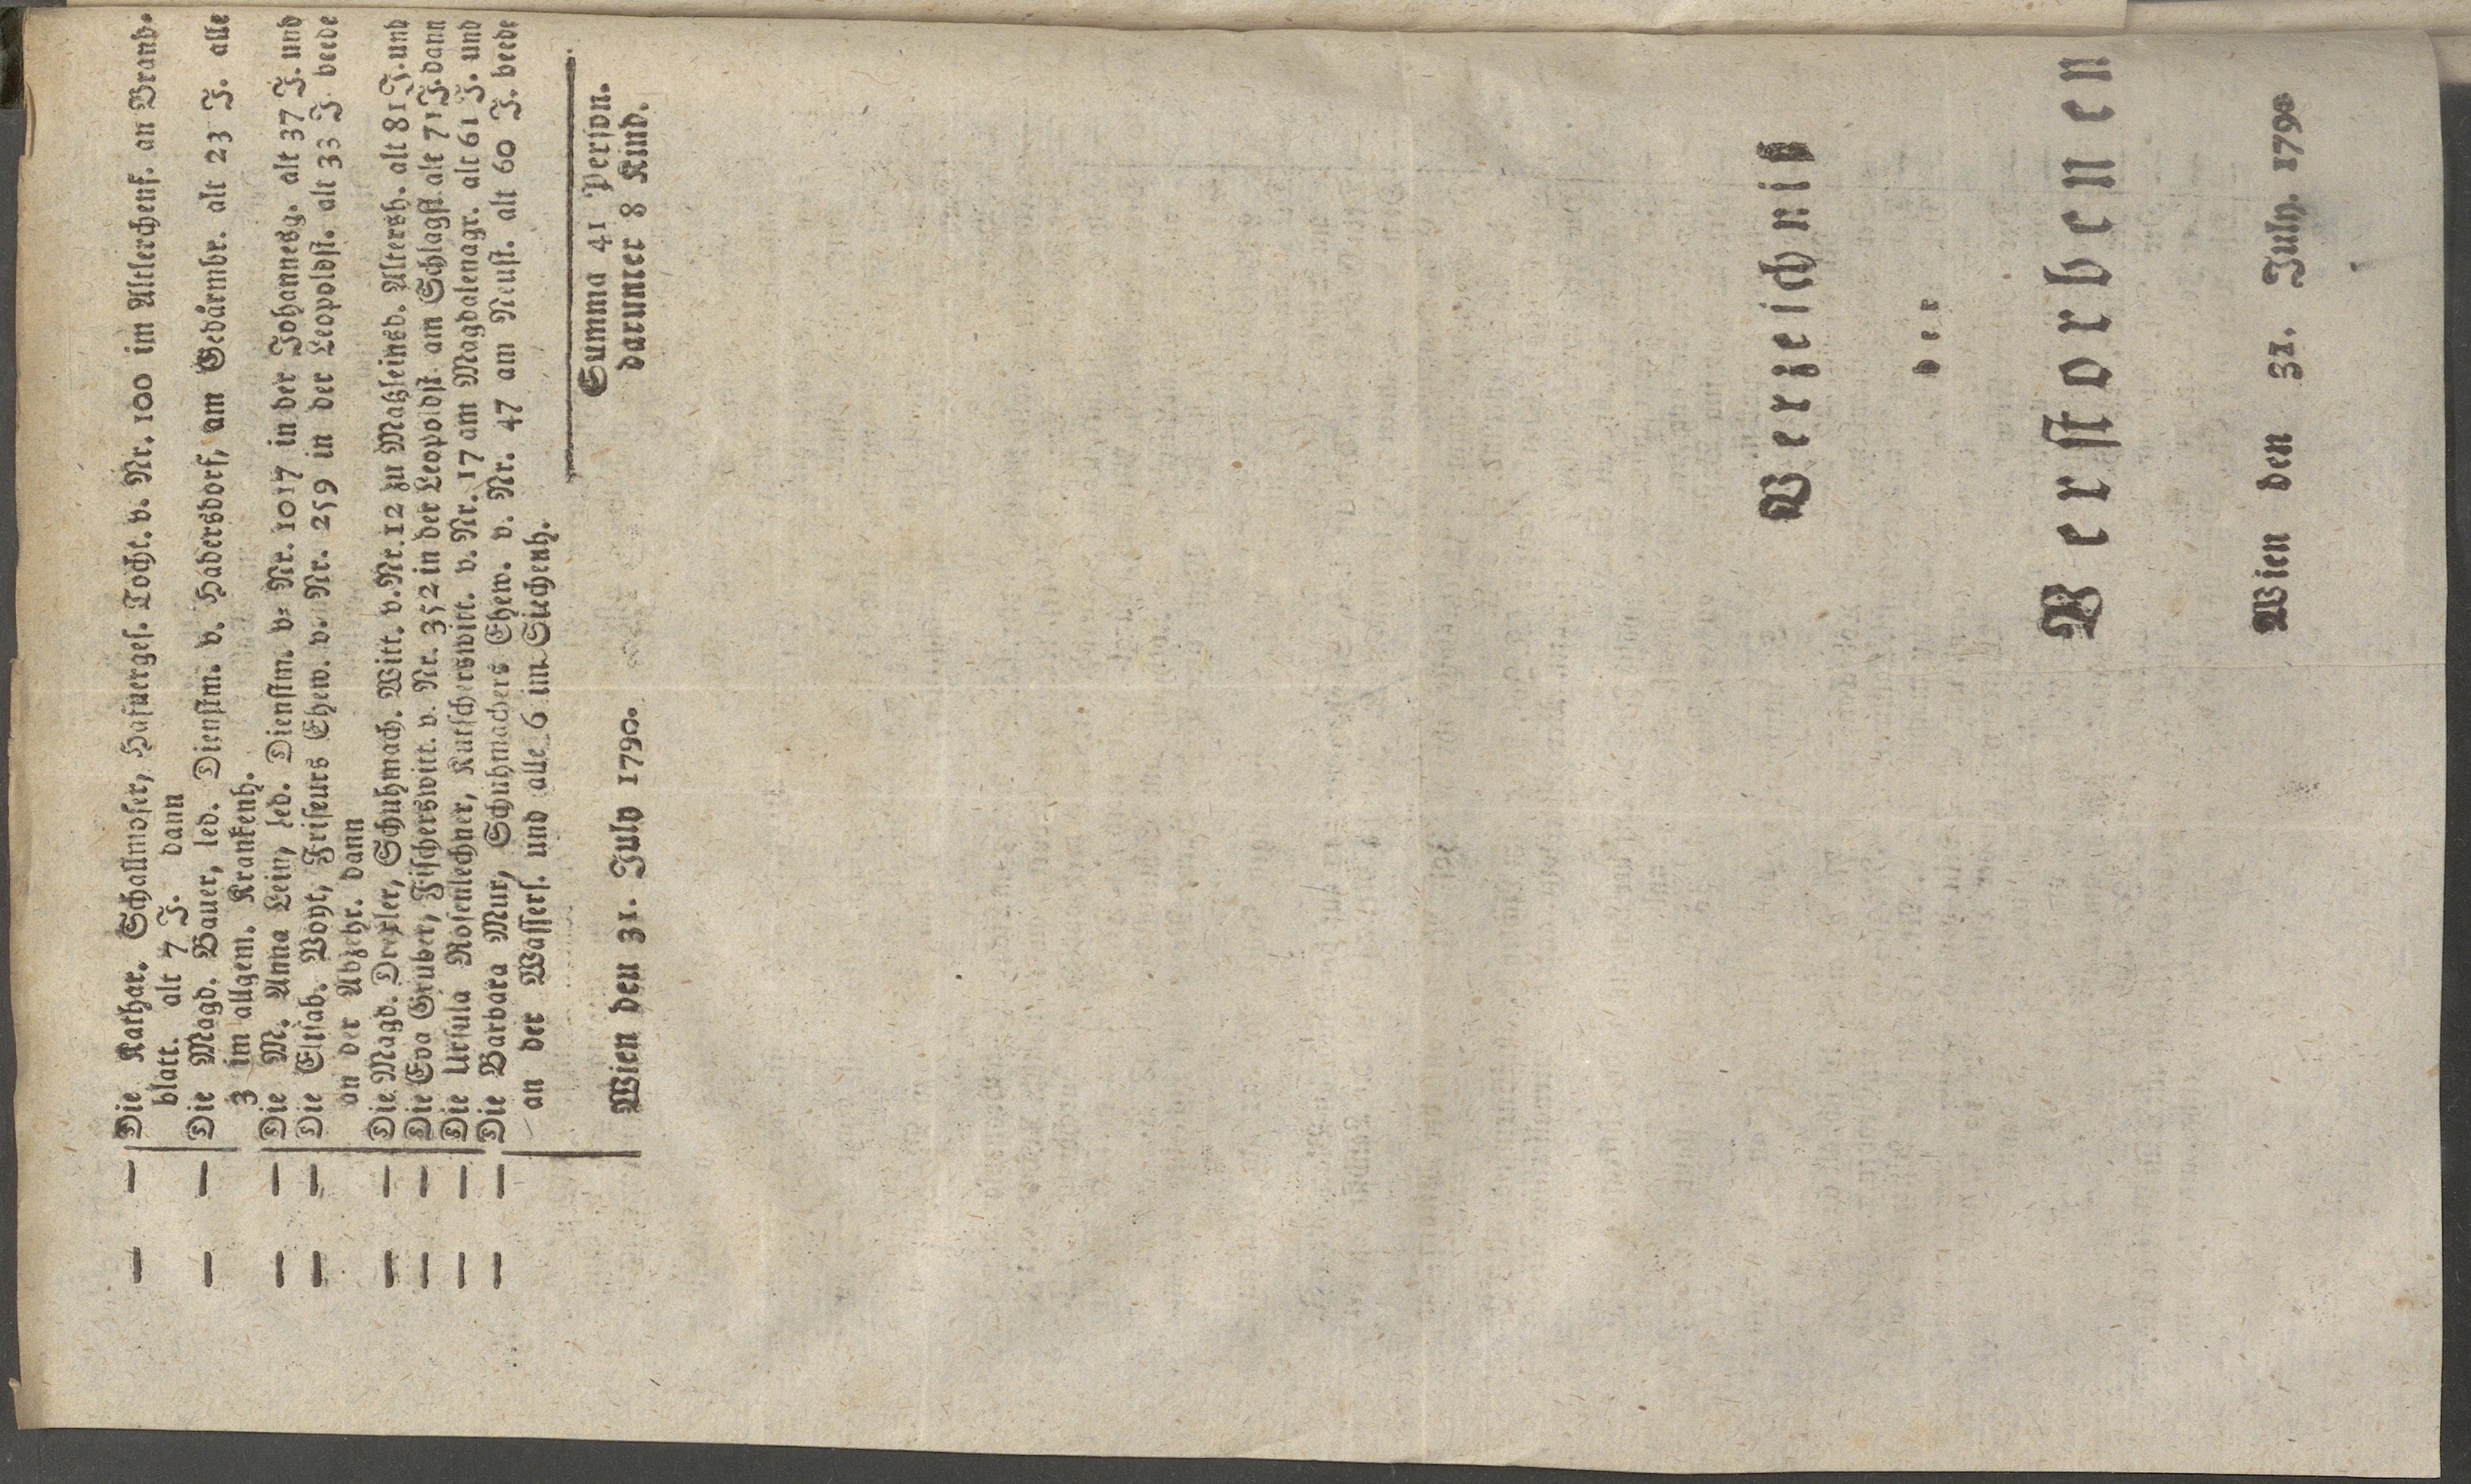 — — Die Kathar. Schallmoser, Hafuerges. Tocht. v. Nr. 100 im Altlerchenf. an Brand-
blatt. alt 7 J. dann
— — Die Magd. Bauer, led. Dienstm. v. Hadersdorf, am Gedärmbr. alt 23 J. alle
3 im allgem. Krankenh.
— — Die M. Anna Lein, led. Dienstm. v. Nr. 1017 in der Johannesg. alt 37 J. und
— — Die Elisab. Voyt, Friseurs Ehew. v. Nr. 259 in der Leopoldst. alt 33 J. beede
an der Abzehr. dann
— — Die Magd. Drexler, Schuhmach. Witt. v. Nr. 12 zu Matzleinsd. Altersh. alt 81 J. und
— — Die Eva Gruber, Fischerswitt. v. Nr. 352 in der Leopoldst am Schlagfl. alt 71 J. dann
— — Die Ursula Rosenlechner, Kutscherswitt. v. Nr. 17 am Magdalenagr. alt 61 J. und
— — Die Barbara Mur, Schuhmachers Ehew. v. Nr. 47 am Neust. alt 60 J. beede
an der Wassers. und alle 6 im Siechenh.
Summa 41 Person.
Wien den 31. July 1790. darunter 8 Kind.
Verzeichniß
der
Verstorbenen
Wien den 31. July. 1790